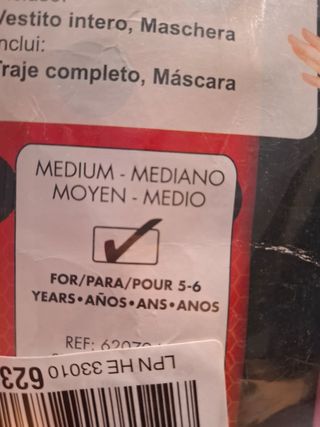 Vestito intero, Maschera
Inclui:
Traje completo, Máscara
MEDIUM - MEDIANO
MOYEN - MEDIO
FOR/PARA/POUR 5-6
YEARS•AÑOS•ANS•ANOS
REF:
LPN HE 33010
623